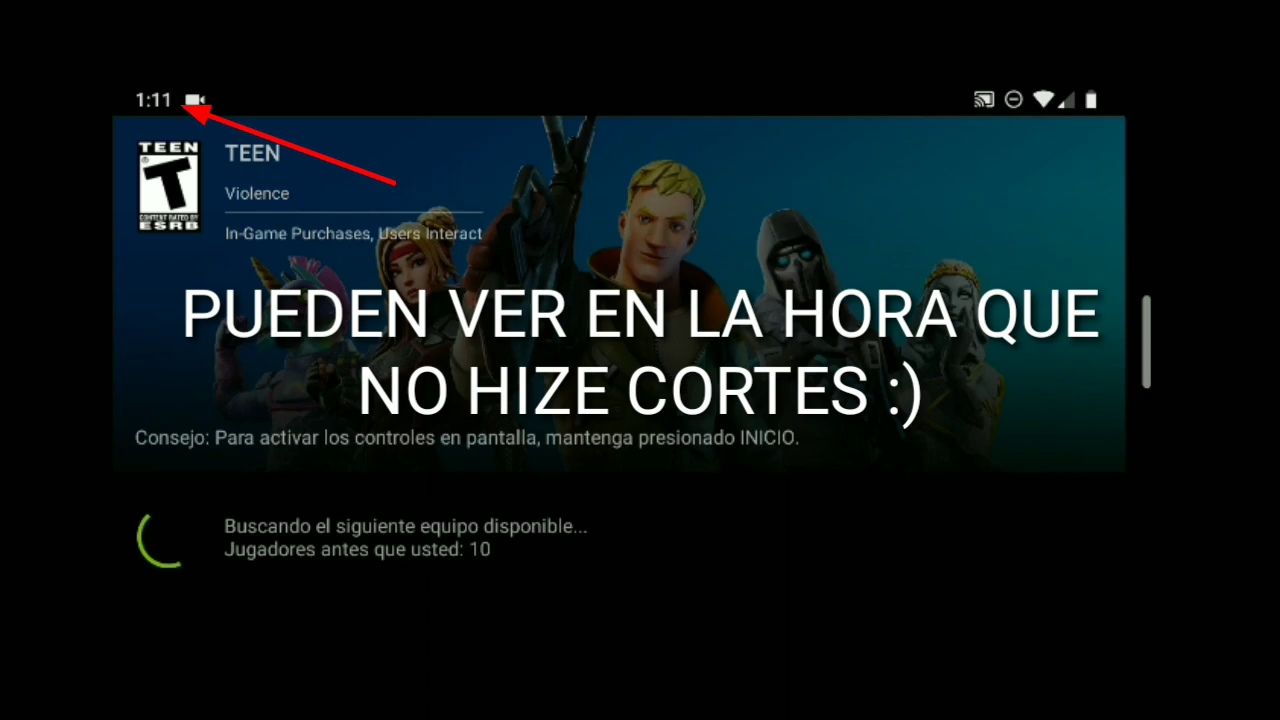 1:11
TEEN
®
T
CONTENT RATED BY
ESRB
TEEN
Violence
In-Game Purchases, Users Interact
PUEDEN VER EN LA HORA QUE
NO HIZE CORTES :)
Consejo: Para activar los controles en pantalla, mantenga presionado INICIO.
Buscando el siguiente equipo disponible...
Jugadores antes que usted: 10